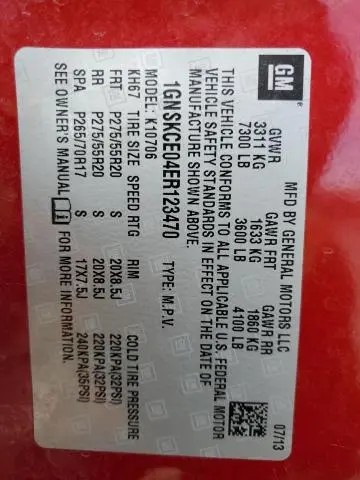 GM
MFD BY GENERAL MOTORS LLC
07/13
GVWR GAWR FRT GAWR RR
3311 KG 1633 KG 1860 KG
7300 LB 3600 LB 4100 LB
THIS VEHICLE CONFORMS TO ALL APPLICABLE U.S. FEDERAL MOTOR
VEHICLE SAFETY STANDARDS IN EFFECT ON THE DATE OF
MANUFACTURE SHOWN ABOVE.
1GNSKCE04ER123470 TYPE: M.P.V.
MODEL: K10706
KH67 TIRE SIZE SPEED RTG RIM COLD TIRE PRESSURE
FRT P275/55R20 S 20X8.5J 220KPA(32PSI)
RR P275/55R20 S 20X8.5J 220KPA(32PSI)
SPA P265/70R17 S 17X7.5J 240KPA(35PSI)
SEE OWNER'S MANUAL FOR MORE INFORMATION.